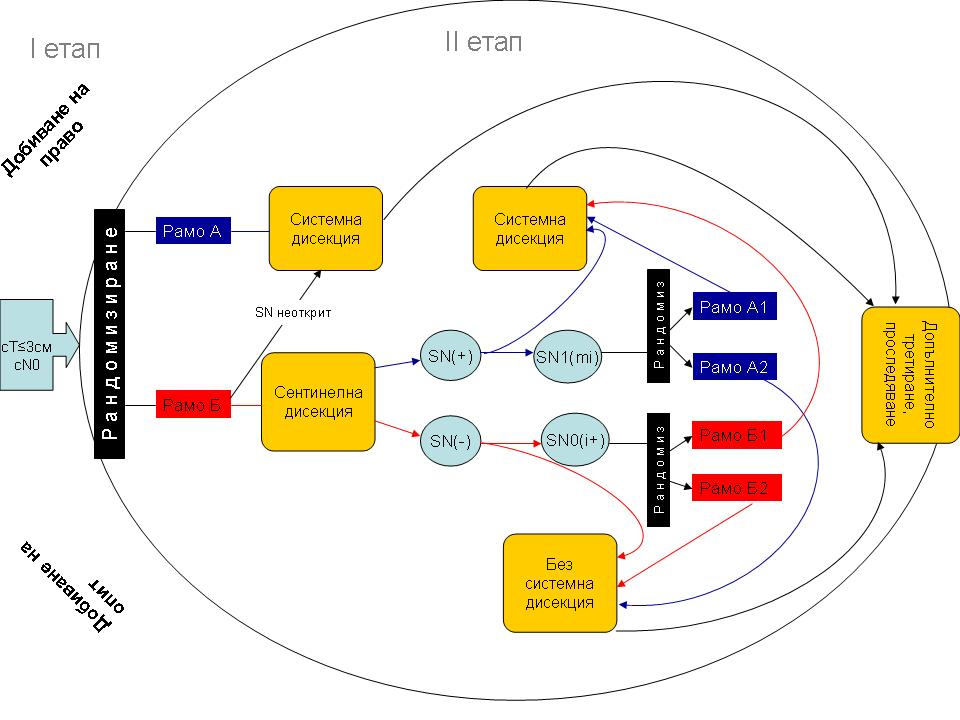 I етап
II етап
Добиване на
право
Рандомизиране
Рамо А
Системна
дисекция
Системна
дисекция
SN неоткрит
cT≤3см
cN0
Рамо Б
Сентинелна
дисекция
SN(+)
SN1(mi)
Рандомиз
Рамо А1
Рамо А2
SN(-)
SN0(i+)
Рандомиз
Рамо Б1
Рамо Б2
Допълнително
третиране,
проследяване
Без
системна
дисекция
Добиване на
опит